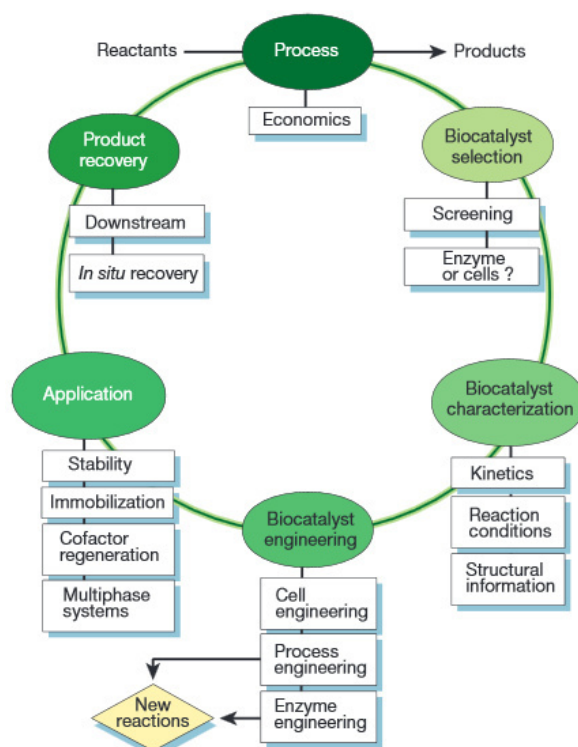 Reactants
Process
Products
Economics
Product
recovery
Downstream
In situ recovery
Biocatalyst
selection
Screening
Enzyme
or cells ?
Application
Stability
Immobilization
Cofactor
regeneration
Multiphase
systems
Biocatalyst
characterization
Kinetics
Reaction
conditions
Structural
information
Biocatalyst
engineering
Cell
engineering
Process
engineering
Enzyme
engineering
New
reactions